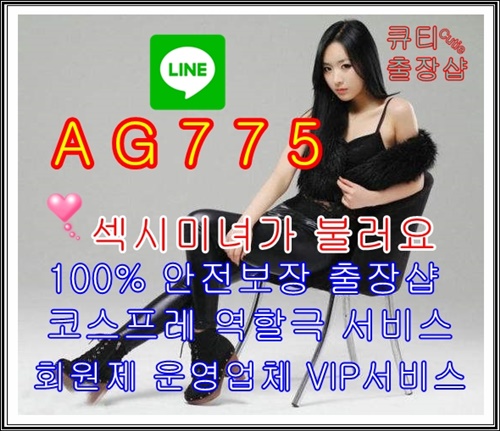 큐티 Cutie
출장샵
LINE
AG775
섹시미녀가 불러요
100% 안전보장 출장샵
코스프레 역할극 서비스
회원제 운영업체 VIP서비스